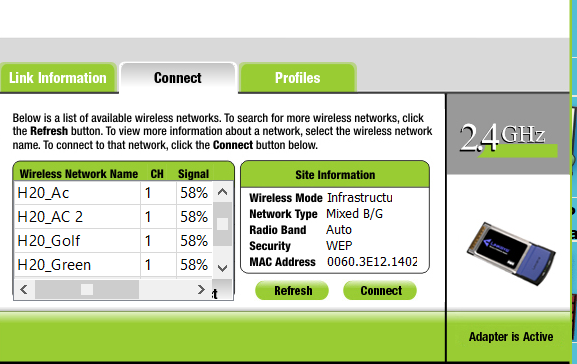 Link Information
Connect
Profiles
Below is a list of available wireless networks. To search for more wireless networks, click
the Refresh button. To view more information about a network, select the wireless network
name. To connect to that network, click the Connect button below.
Wireless Network Name CH Signal
H20_Ac 1 58%
H20_AC 2 1 58%
H20_Golf 1 58%
H20_Green 1 58%
Site Information
Wireless Mode Infrastructu
Network Type Mixed B/G
Radio Band Auto
Security WEP
MAC Address 0060.3E12.1402
Refresh
Connect
2.4GHz
Adapter is Active